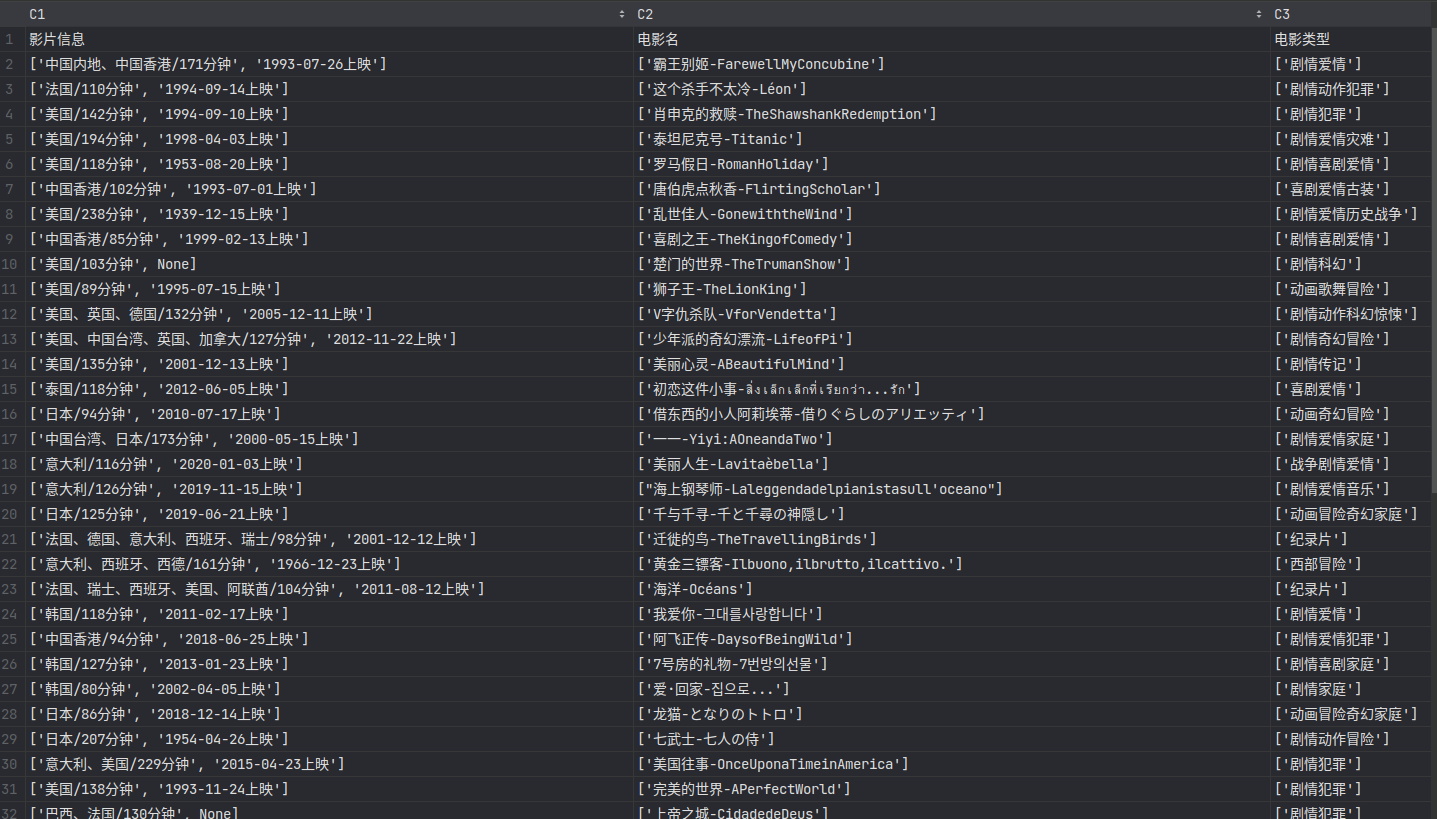 C1 C2 C3
1 影片信息 电影名 电影类型
2 ['中国内地、中国香港/171分钟', '1993-07-26上映'] ['霸王别姬-FarewellMyConcubine'] ['剧情爱情']
3 ['法国/110分钟', '1994-09-14上映'] ['这个杀手不太冷-Léon'] ['剧情动作犯罪']
4 ['美国/142分钟', '1994-09-10上映'] ['肖申克的救赎-TheShawshankRedemption'] ['剧情犯罪']
5 ['美国/194分钟', '1998-04-03上映'] ['泰坦尼克号-Titanic'] ['剧情爱情灾难']
6 ['美国/118分钟', '1953-08-20上映'] ['罗马假日-RomanHoliday'] ['剧情喜剧爱情']
7 ['中国香港/102分钟', '1993-07-01上映'] ['唐伯虎点秋香-FlirtingScholar'] ['喜剧爱情古装']
8 ['美国/238分钟', '1939-12-15上映'] ['乱世佳人-GonewiththeWind'] ['剧情爱情历史战争']
9 ['中国香港/85分钟', '1999-02-13上映'] ['喜剧之王-TheKingofComedy'] ['剧情喜剧爱情']
10 ['美国/103分钟', None] ['楚门的世界-TheTrumanShow'] ['剧情科幻']
11 ['美国/89分钟', '1995-07-15上映'] ['狮子王-TheLionKing'] ['动画歌舞冒险']
12 ['美国、英国、德国/132分钟', '2005-12-11上映'] ['V字仇杀队-VforVendetta'] ['剧情动作科幻惊悚']
13 ['美国、中国台湾、英国、加拿大/127分钟', '2012-11-22上映'] ['少年派的奇幻漂流-LifeofPi'] ['剧情奇幻冒险']
14 ['美国/135分钟', '2001-12-13上映'] ['美丽心灵-ABeautifulMind'] ['剧情传记']
15 ['泰国/118分钟', '2012-06-05上映'] ['初恋这件小事-สิ่งเล็กเล็กที่เรียกว่า...รัก'] ['喜剧爱情']
16 ['日本/94分钟', '2010-07-17上映'] ['借东西的小人阿莉埃蒂-借りぐらしのアリエッティ'] ['动画奇幻冒险']
17 ['中国台湾、日本/173分钟', '2000-05-15上映'] ['一一-Yiyi:AOneandaTwo'] ['剧情爱情家庭']
18 ['意大利/116分钟', '2020-01-03上映'] ['美丽人生-Lavitaèbella'] ['战争剧情爱情']
19 ['意大利/126分钟', '2019-11-15上映'] ["海上钢琴师-Laleggendadelpianistasull'oceano"] ['剧情爱情音乐']
20 ['日本/125分钟', '2019-06-21上映'] ['千与千寻-千と千尋の神隠し'] ['动画冒险奇幻家庭']
21 ['法国、德国、意大利、西班牙、瑞士/98分钟', '2001-12-12上映'] ['迁徙的鸟-TheTravellingBirds'] ['纪录片']
22 ['意大利、西班牙、西德/161分钟', '1966-12-23上映'] ['黄金三镖客-Ilbuono,ilbrutto,ilcattivo.'] ['西部冒险']
23 ['法国、瑞士、西班牙、美国、阿联酋/104分钟', '2011-08-12上映'] ['海洋-Océans'] ['纪录片']
24 ['韩国/118分钟', '2011-02-17上映'] ['我爱你-그대를사랑합니다'] ['剧情爱情']
25 ['中国香港/94分钟', '2018-06-25上映'] ['阿飞正传-DaysofBeingWild'] ['剧情爱情犯罪']
26 ['韩国/127分钟', '2013-01-23上映'] ['7号房的礼物-7번방의선물'] ['剧情喜剧家庭']
27 ['韩国/80分钟', '2002-04-05上映'] ['爱·回家-집으로...'] ['剧情家庭']
28 ['日本/86分钟', '2018-12-14上映'] ['龙猫-となりのトトロ'] ['动画冒险奇幻家庭']
29 ['日本/207分钟', '1954-04-26上映'] ['七武士-七人の侍'] ['剧情动作冒险']
30 ['意大利、美国/229分钟', '2015-04-23上映'] ['美国往事-OnceUponaTimeinAmerica'] ['剧情犯罪']
31 ['美国/138分钟', '1993-11-24上映'] ['完美的世界-APerfectWorld'] ['剧情犯罪']
32 ['巴西、法国/130分钟', None] ['上帝之城-CidadedeDeus'] ['剧情犯罪']